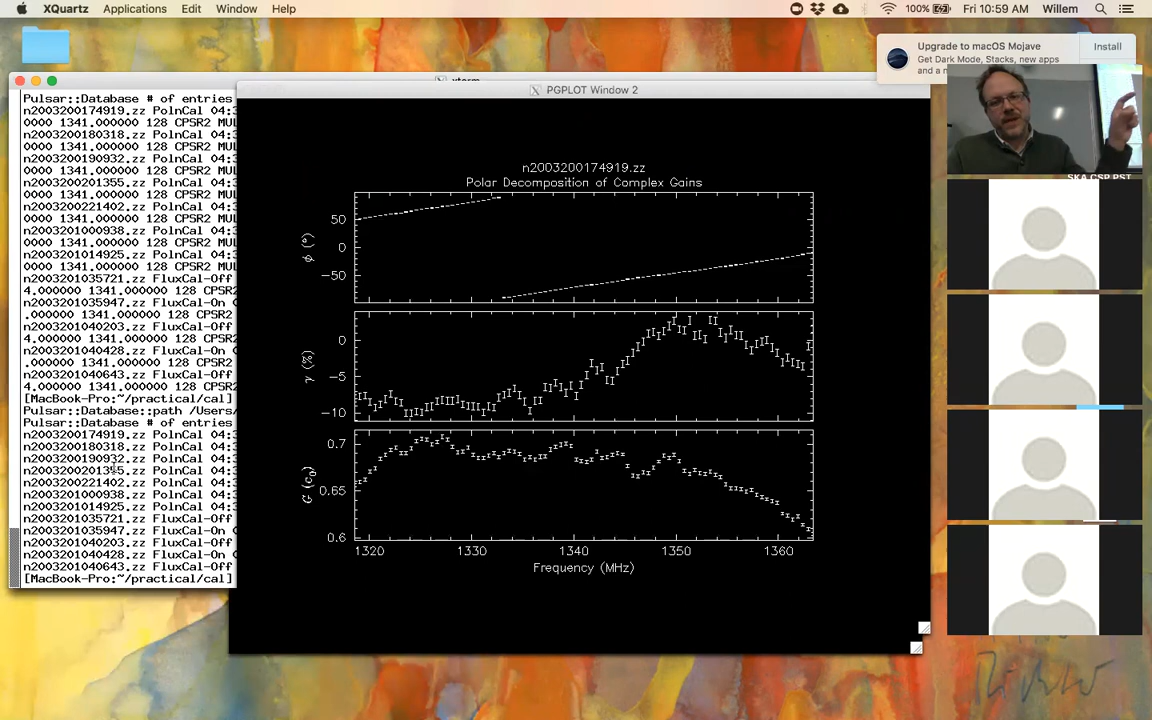 XQuartz Applications Edit Window Help 100% Fri 10:59 AM Willem
Upgrade to macOS Mojave
Get Dark Mode, Stacks, new apps
and a
Install
xterm
PGPLOT Window 2
SKA CSP PST
Pulsar::Database # of entries
n2003200174919.zz PolnCal 04:3
0000 1341.000000 128 CPSR2 MUL
n2003200180318.zz PolnCal 04:3
0000 1341.000000 128 CPSR2 MUL
n2003200190932.zz PolnCal 04:3
0000 1341.000000 128 CPSR2 MUL
n2003200201355.zz PolnCal 04:3
0000 1341.000000 128 CPSR2 MUL
n2003200221402.zz PolnCal 04:3
0000 1341.000000 128 CPSR2 MUL
n2003201000938.zz PolnCal 04:3
0000 1341.000000 128 CPSR2 MUL
n2003201014925.zz PolnCal 04:3
0000 1341.000000 128 CPSR2 MUL
n2003201035721.zz FluxCal-Off
4.000000 1341.000000 128 CPSR2
n2003201035947.zz FluxCal-On
.000000 1341.000000 128 CPSR2
n2003201040203.zz FluxCal-Off
4.000000 1341.000000 128 CPSR2
n2003201040428.zz FluxCal-On
.000000 1341.000000 128 CPSR2
n2003201040643.zz FluxCal-Off
4.000000 1341.000000 128 CPSR2
[MacBook-Pro:~/practical/cal]
Pulsar::Database::path /Users/
Pulsar::Database # of entries
n2003200174919.zz PolnCal 04:3
n2003200180318.zz PolnCal 04:3
n2003200190932.zz PolnCal 04:3
n2003200201355.zz PolnCal 04:3
n2003200221402.zz PolnCal 04:3
n2003201000938.zz PolnCal 04:3
n2003201014925.zz PolnCal 04:3
n2003201035721.zz FluxCal-Off
n2003201035947.zz FluxCal-On
n2003201040203.zz FluxCal-Off
n2003201040428.zz FluxCal-On
n2003201040643.zz FluxCal-Off
[MacBook-Pro:~/practical/cal]
n2003200174919.zz
Polar Decomposition of Complex Gains
50
0
−50
φ (°)
0
−5
−10
γ (%)
0.7
0.65
0.6
G (c₀)
1320 1330 1340 1350 1360
Frequency (MHz)